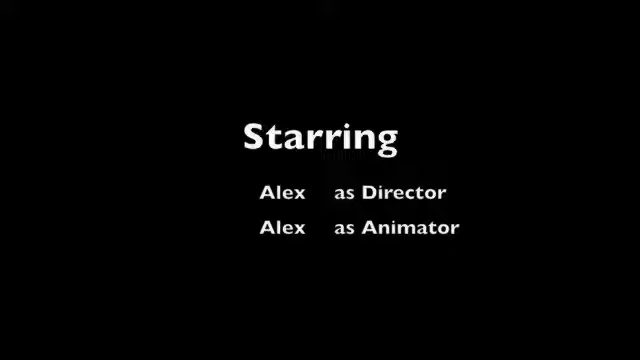 Starring
Alex as Director
Alex as Animator